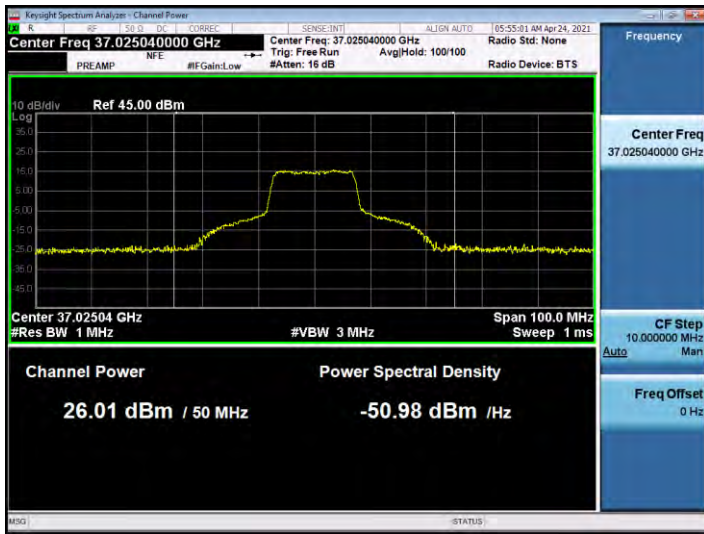 Keysight Spectrum Analyzer - Channel Power
R RF 50 Ω DC CORREC SENSE:INT ALIGN AUTO 05:55:01 AM Apr 24, 2021
Center Freq 37.025040000 GHz
Center Freq: 37.025040000 GHz
Radio Std: None
NFE
Trig: Free Run Avg|Hold: 100/100
PREAMP #IFGain:Low #Atten: 16 dB Radio Device: BTS
Frequency
10 dB/div Ref 45.00 dBm
Log
35.0
25.0
15.0
5.00
-5.00
-15.0
-25.0
-35.0
-45.0
Center 37.02504 GHz Span 100.0 MHz
#Res BW 1 MHz #VBW 3 MHz Sweep 1 ms
Center Freq
37.025040000 GHz
CF Step
10.000000 MHz
Auto Man
Freq Offset
0 Hz
Channel Power Power Spectral Density
26.01 dBm / 50 MHz -50.98 dBm /Hz
MSG STATUS